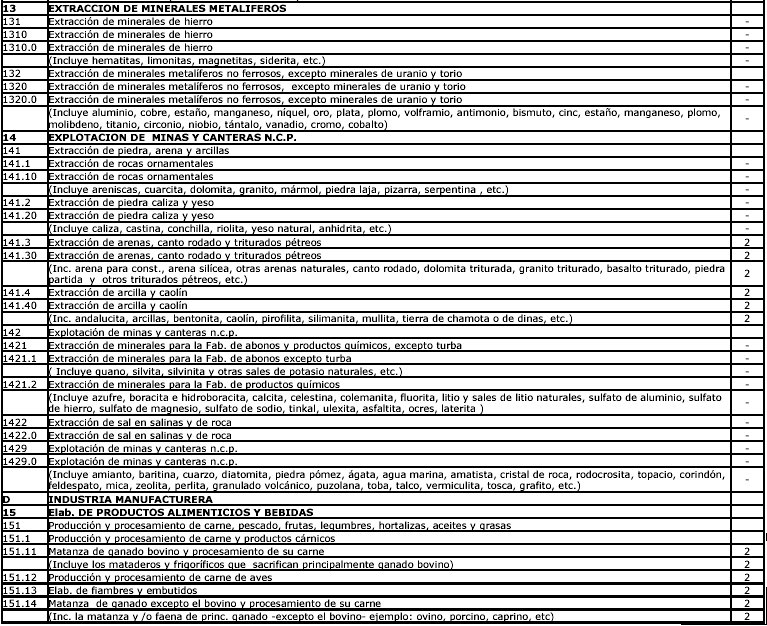 13 EXTRACCION DE MINERALES METALIFEROS
131 Extracción de minerales de hierro -
1310 Extracción de minerales de hierro -
1310.0 Extracción de minerales de hierro -
(Incluye hematitas, limonitas, magnetitas, siderita, etc.) -
132 Extracción de minerales metalíferos no ferrosos, excepto minerales de uranio y torio
1320 Extracción de minerales metalíferos no ferrosos, excepto minerales de uranio y torio -
1320.0 Extracción de minerales metalíferos no ferrosos, excepto minerales de uranio y torio -
(Incluye aluminio, cobre, estaño, manganeso, níquel, oro, plata, plomo, volframio, antimonio, bismuto, cinc, estaño, manganeso, plomo, -
molibdeno, titanio, circonio, niobio, tántalo, vanadio, cromo, cobalto)
14 EXPLOTACION DE MINAS Y CANTERAS N.C.P.
141 Extracción de piedra, arena y arcillas
141.1 Extracción de rocas ornamentales -
141.10 Extracción de rocas ornamentales -
(Incluye areniscas, cuarcita, dolomita, granito, mármol, piedra laja, pizarra, serpentina , etc.) -
141.2 Extracción de piedra caliza y yeso -
141.20 Extracción de piedra caliza y yeso -
(Incluye caliza, castina, conchilla, riolita, yeso natural, anhidrita, etc.) -
141.3 Extracción de arenas, canto rodado y triturados pétreos 2
141.30 Extracción de arenas, canto rodado y triturados pétreos 2
(Inc. arena para const., arena silícea, otras arenas naturales, canto rodado, dolomita triturada, granito triturado, basalto triturado, piedra 2
partida y otros triturados pétreos, etc.)
141.4 Extracción de arcilla y caolín 2
141.40 Extracción de arcilla y caolín 2
(Inc. andalucita, arcillas, bentonita, caolín, pirofilita, silimanita, mullita, tierra de chamota o de dinas, etc.) 2
142 Explotación de minas y canteras n.c.p.
1421 Extracción de minerales para la Fab. de abonos y productos químicos, excepto turba -
1421.1 Extracción de minerales para la Fab. de abonos excepto turba -
( Incluye guano, silvita, silvinita y otras sales de potasio naturales, etc.) -
1421.2 Extracción de minerales para la Fab. de productos químicos -
(Incluye azufre, boracita e hidroboracita, calcita, celestina, colemanita, fluorita, litio y sales de litio naturales, sulfato de aluminio, sulfato -
de hierro, sulfato de magnesio, sulfato de sodio, tinkal, ulexita, asfaltita, ocres, laterita )
1422 Extracción de sal en salinas y de roca -
1422.0 Extracción de sal en salinas y de roca -
1429 Explotación de minas y canteras n.c.p. -
1429.0 Explotación de minas y canteras n.c.p. -
(Incluye amianto, baritina, cuarzo, diatomita, piedra pómez, ágata, agua marina, amatista, cristal de roca, rodocrosita, topacio, corindón, -
feldespato, mica, zeolita, perlita, granulado volcánico, puzolana, toba, talco, vermiculita, tosca, grafito, etc.)
D INDUSTRIA MANUFACTURERA
15 Elab. DE PRODUCTOS ALIMENTICIOS Y BEBIDAS
151 Producción y procesamiento de carne, pescado, frutas, legumbres, hortalizas, aceites y grasas
151.1 Producción y procesamiento de carne y productos cárnicos
151.11 Matanza de ganado bovino y procesamiento de su carne 2
(Incluye los mataderos y frigoríficos que sacrifican principalmente ganado bovino) 2
151.12 Producción y procesamiento de carne de aves 2
151.13 Elab. de fiambres y embutidos 2
151.14 Matanza de ganado excepto el bovino y procesamiento de su carne 2
(Inc. la matanza y /o faena de princ. ganado -excepto el bovino- ejemplo: ovino, porcino, caprino, etc) 2